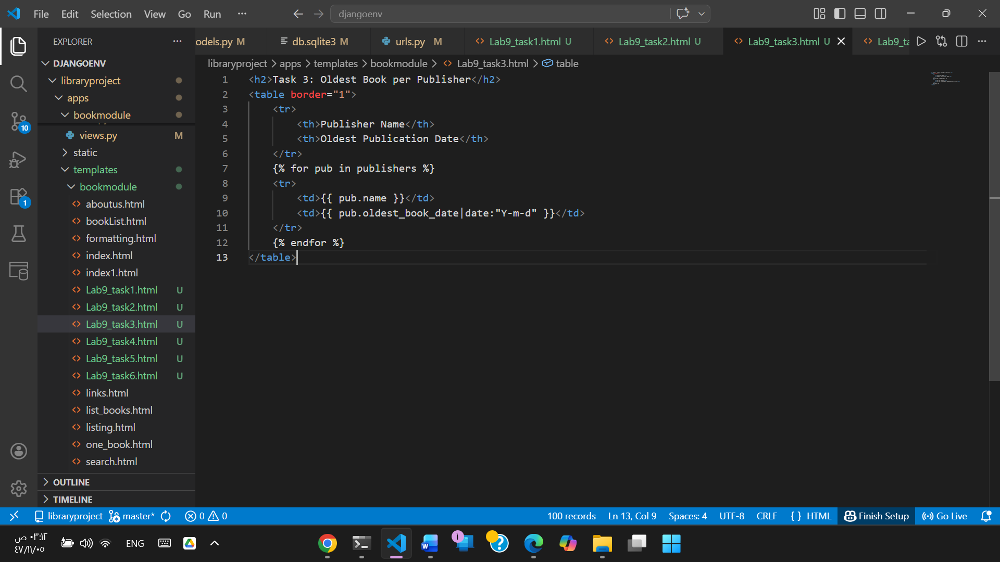 File Edit Selection View Go Run ··· djangoenv
EXPLORER ···
odels.py M db.sqlite3 M urls.py M Lab9_task1.html U Lab9_task2.html U Lab9_task3.html U Lab9_ta
DJANGOENV
libraryproject > apps > templates > bookmodule > Lab9_task3.html > table
libraryproject
apps
bookmodule
views.py M
static
templates
bookmodule
aboutus.html
bookList.html
formatting.html
index.html
index1.html
Lab9_task1.html U
Lab9_task2.html U
Lab9_task3.html U
Lab9_task4.html U
Lab9_task5.html U
Lab9_task6.html U
links.html
list_books.html
listing.html
one_book.html
search.html
OUTLINE
TIMELINE
10
1
1 <h2>Task 3: Oldest Book per Publisher</h2>
2 <table border="1">
3 <tr>
4 <th>Publisher Name</th>
5 <th>Oldest Publication Date</th>
6 </tr>
7 {% for pub in publishers %}
8 <tr>
9 <td>{{ pub.name }}</td>
10 <td>{{ pub.oldest_book_date|date:"Y-m-d" }}</td>
11 </tr>
12 {% endfor %}
13 </table>
libraryproject master* 0 0 100 records Ln 13, Col 9 Spaces: 4 UTF-8 CRLF { } HTML Finish Setup Go Live
٠٣:١٢ ص
٤٧/١١/٠٥
ENG
١